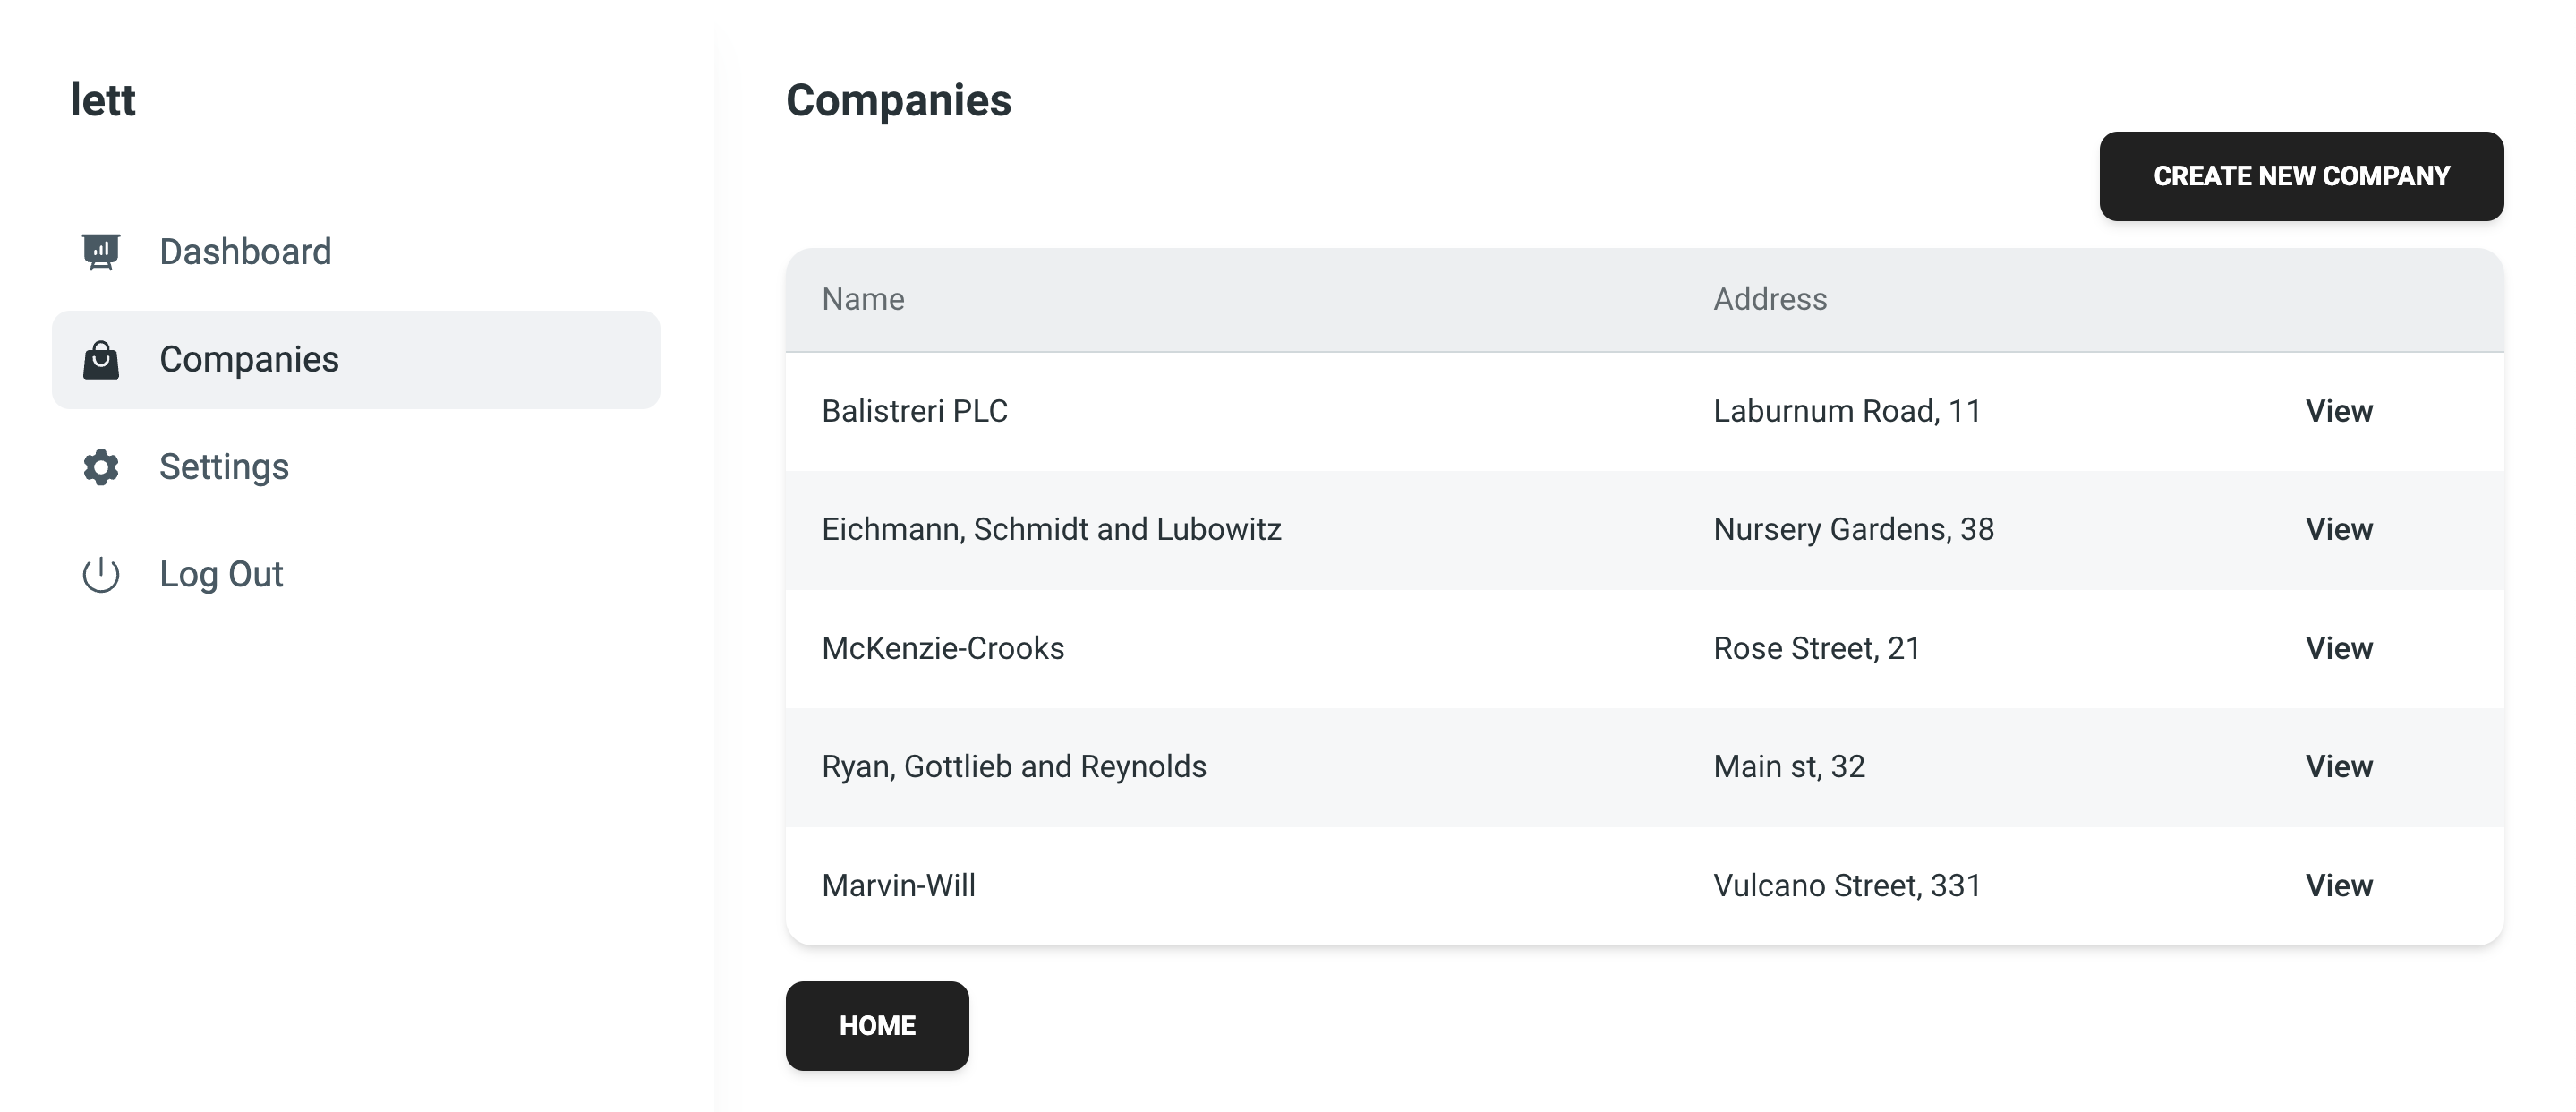 lett
Dashboard
Companies
Settings
Log Out
Companies
CREATE NEW COMPANY
Name Address
Balistreri PLC Laburnum Road, 11 View
Eichmann, Schmidt and Lubowitz Nursery Gardens, 38 View
McKenzie-Crooks Rose Street, 21 View
Ryan, Gottlieb and Reynolds Main st, 32 View
Marvin-Will Vulcano Street, 331 View
HOME